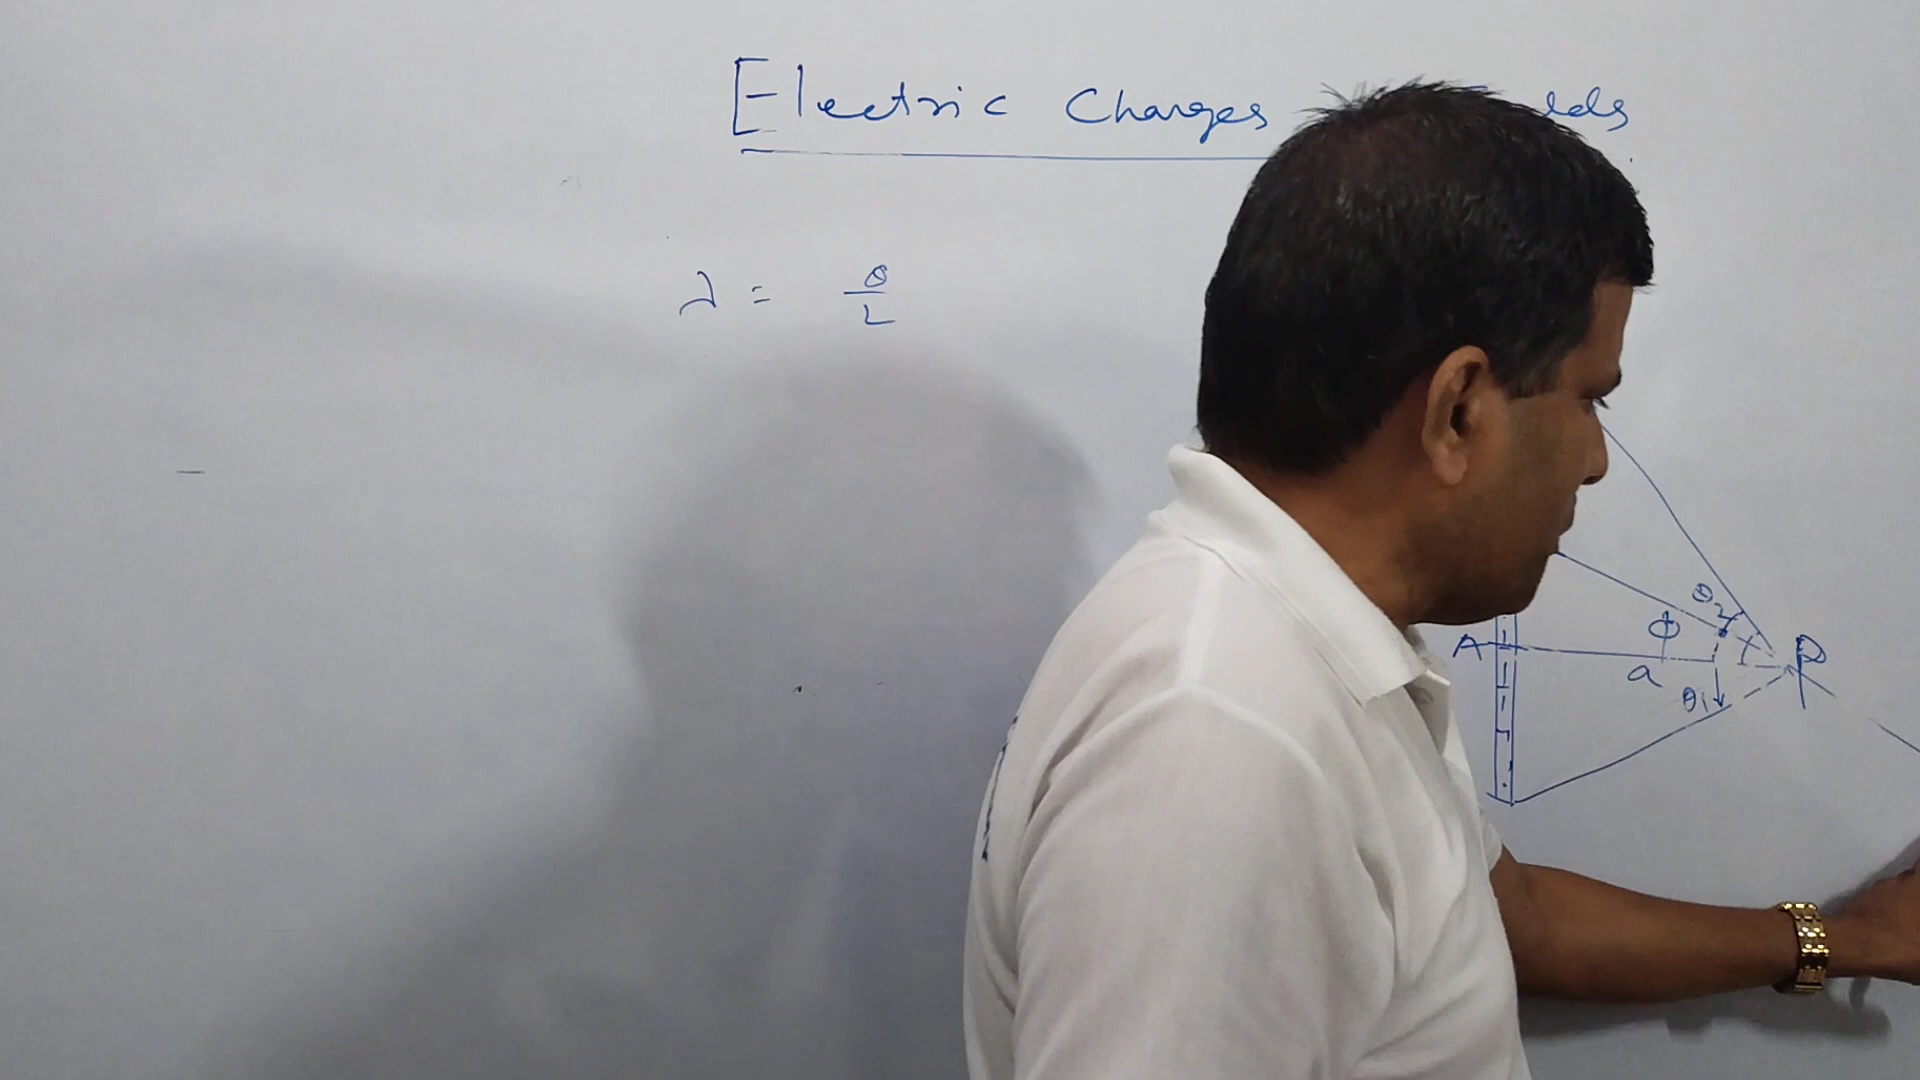 Electric Charges
λ = Q/L
θ2
Φ
A
a
P
θ1